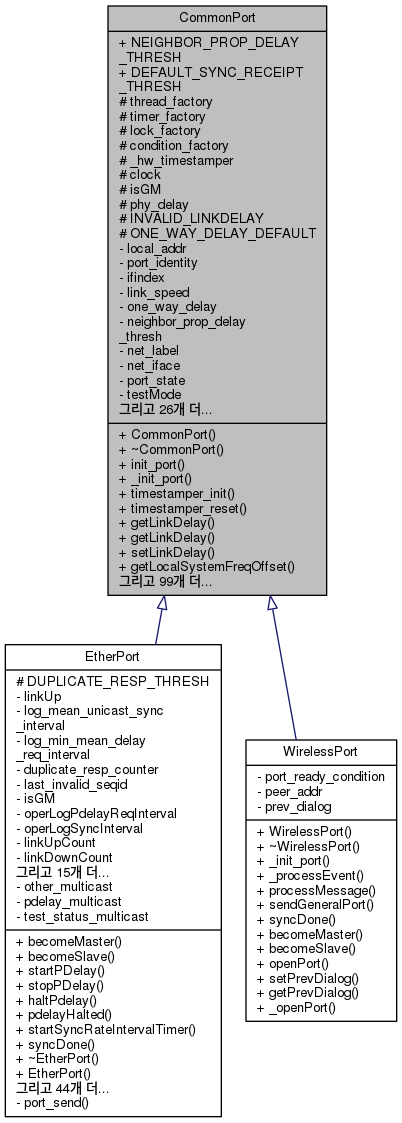 CommonPort
+ NEIGHBOR_PROP_DELAY
_THRESH
+ DEFAULT_SYNC_RECEIPT
_THRESH
# thread_factory
# timer_factory
# lock_factory
# condition_factory
# _hw_timestamper
# clock
# isGM
# phy_delay
# INVALID_LINKDELAY
# ONE_WAY_DELAY_DEFAULT
- local_addr
- port_identity
- ifindex
- link_speed
- one_way_delay
- neighbor_prop_delay
_thresh
- net_label
- net_iface
- port_state
- testMode
그리고 26개 더...
+ CommonPort()
+ ~CommonPort()
+ init_port()
+ _init_port()
+ timestamper_init()
+ timestamper_reset()
+ getLinkDelay()
+ getLinkDelay()
+ setLinkDelay()
+ getLocalSystemFreqOffset()
그리고 99개 더...
EtherPort
# DUPLICATE_RESP_THRESH
- linkUp
- log_mean_unicast_sync
_interval
- log_min_mean_delay
_req_interval
- duplicate_resp_counter
- last_invalid_seqid
- isGM
- operLogPdelayReqInterval
- operLogSyncInterval
- linkUpCount
- linkDownCount
그리고 15개 더...
- other_multicast
- pdelay_multicast
- test_status_multicast
+ becomeMaster()
+ becomeSlave()
+ startPDelay()
+ stopPDelay()
+ haltPdelay()
+ pdelayHalted()
+ startSyncRateIntervalTimer()
+ syncDone()
+ ~EtherPort()
+ EtherPort()
그리고 44개 더...
- port_send()
WirelessPort
- port_ready_condition
- peer_addr
- prev_dialog
+ WirelessPort()
+ ~WirelessPort()
+ _init_port()
+ _processEvent()
+ processMessage()
+ sendGeneralPort()
+ syncDone()
+ becomeMaster()
+ becomeSlave()
+ openPort()
+ setPrevDialog()
+ getPrevDialog()
+ _openPort()